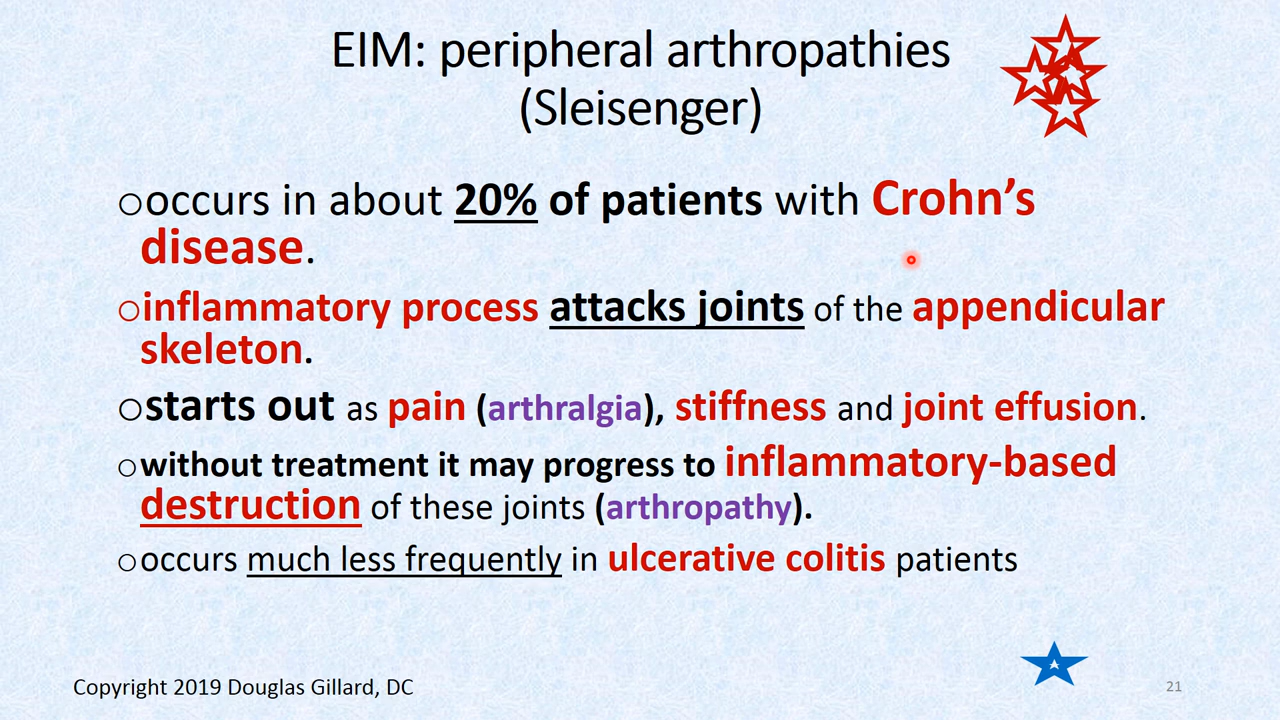 EIM: peripheral arthropathies
(Sleisenger)
○occurs in about 20% of patients with Crohn’s
disease.
○inflammatory process attacks joints of the appendicular
skeleton.
○starts out as pain (arthralgia), stiffness and joint effusion.
○without treatment it may progress to inflammatory-based
destruction of these joints (arthropathy).
○occurs much less frequently in ulcerative colitis patients
Copyright 2019 Douglas Gillard, DC
21